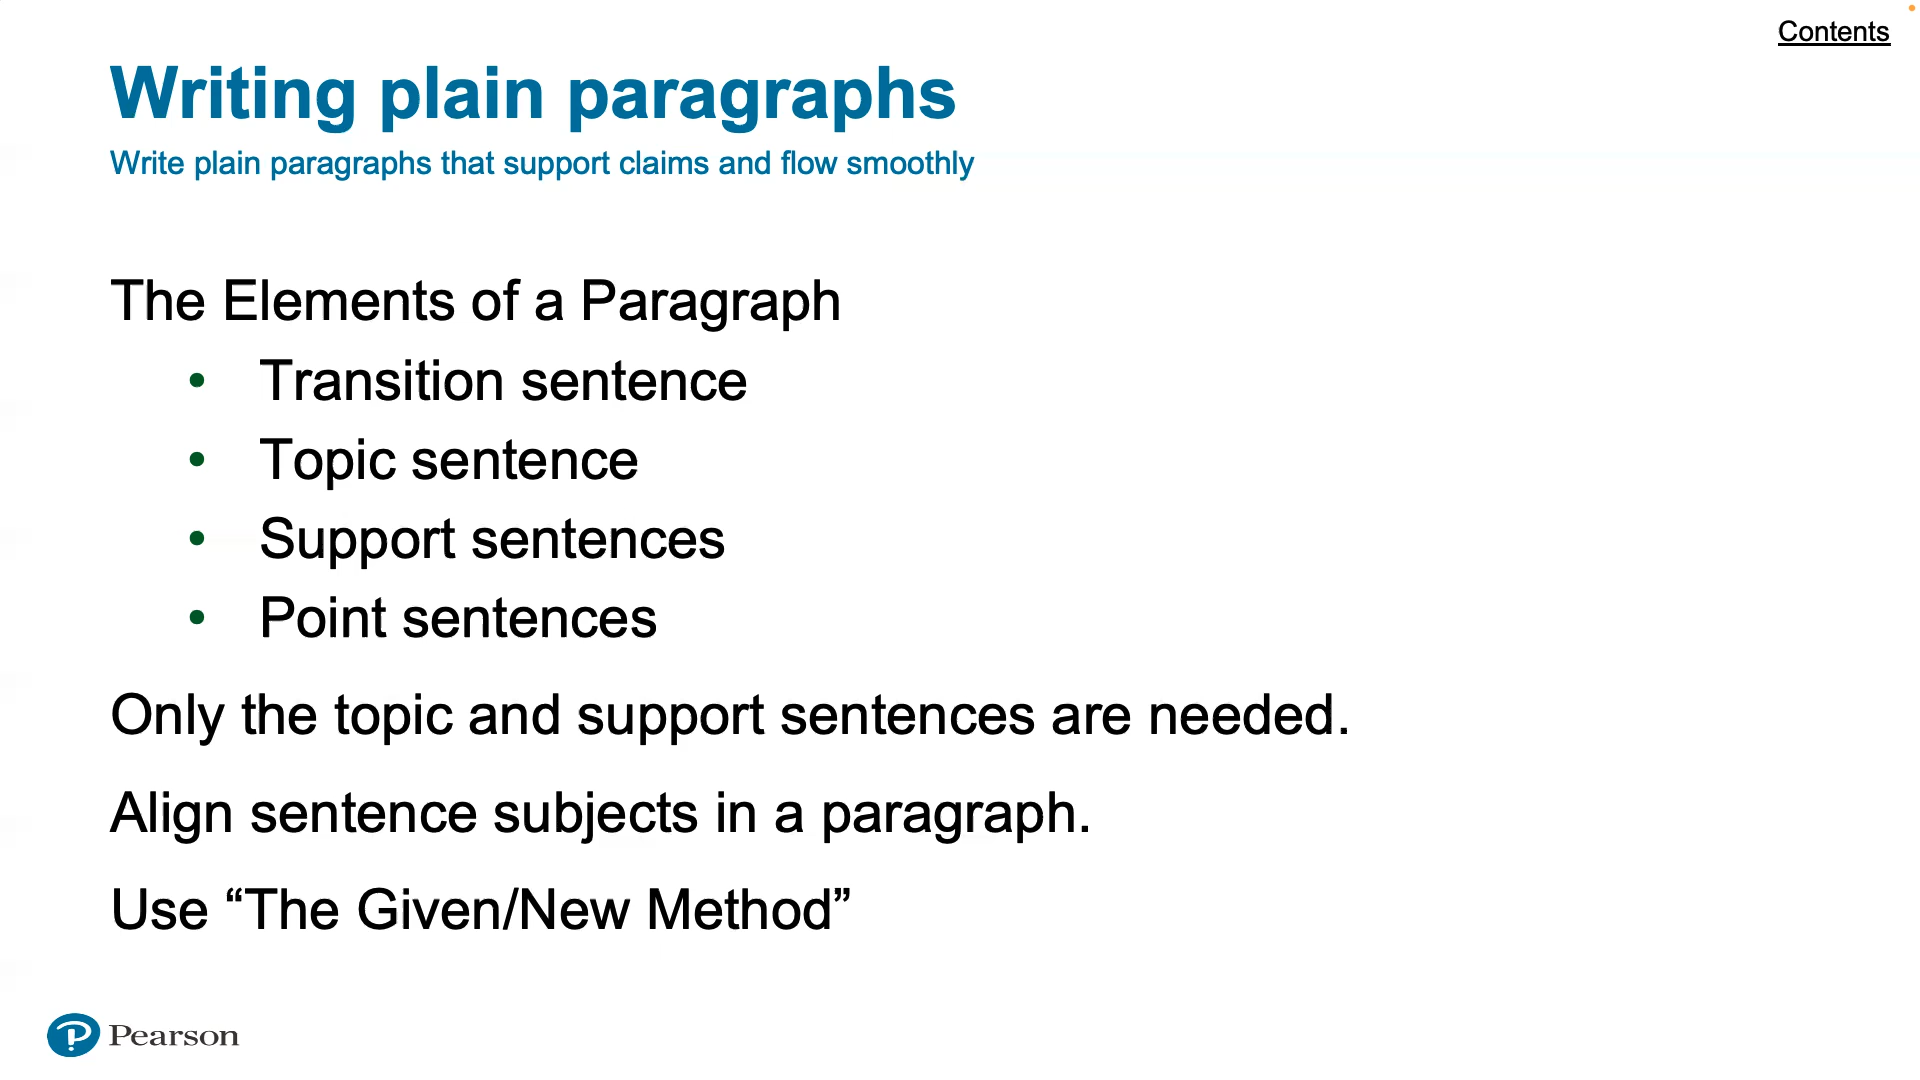 Contents
Writing plain paragraphs
Write plain paragraphs that support claims and flow smoothly
The Elements of a Paragraph
• Transition sentence
• Topic sentence
• Support sentences
• Point sentences
Only the topic and support sentences are needed.
Align sentence subjects in a paragraph.
Use “The Given/New Method”
Pearson